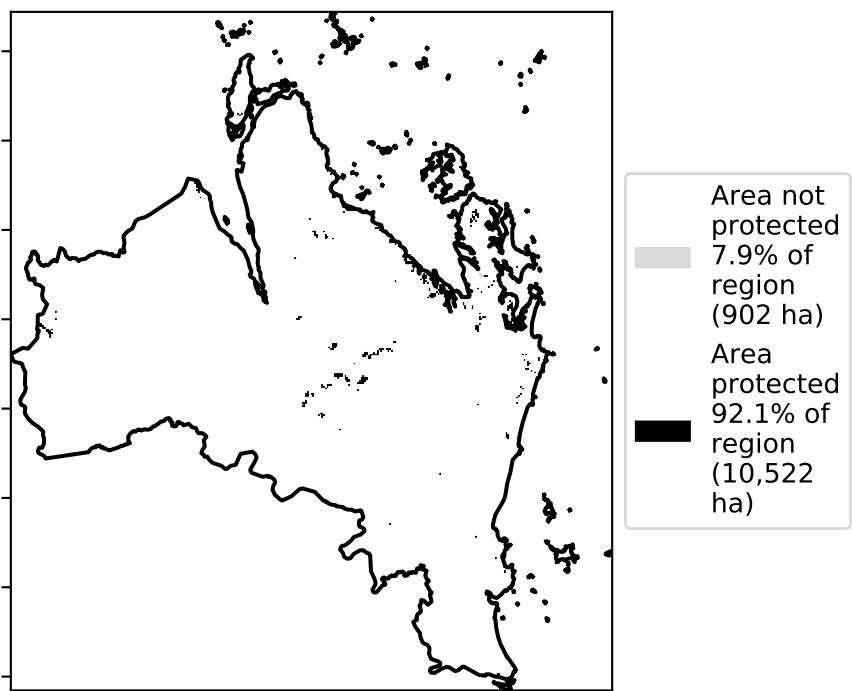 Area not
protected
7.9% of
region
(902 ha)
Area
protected
92.1% of
region
(10,522
ha)